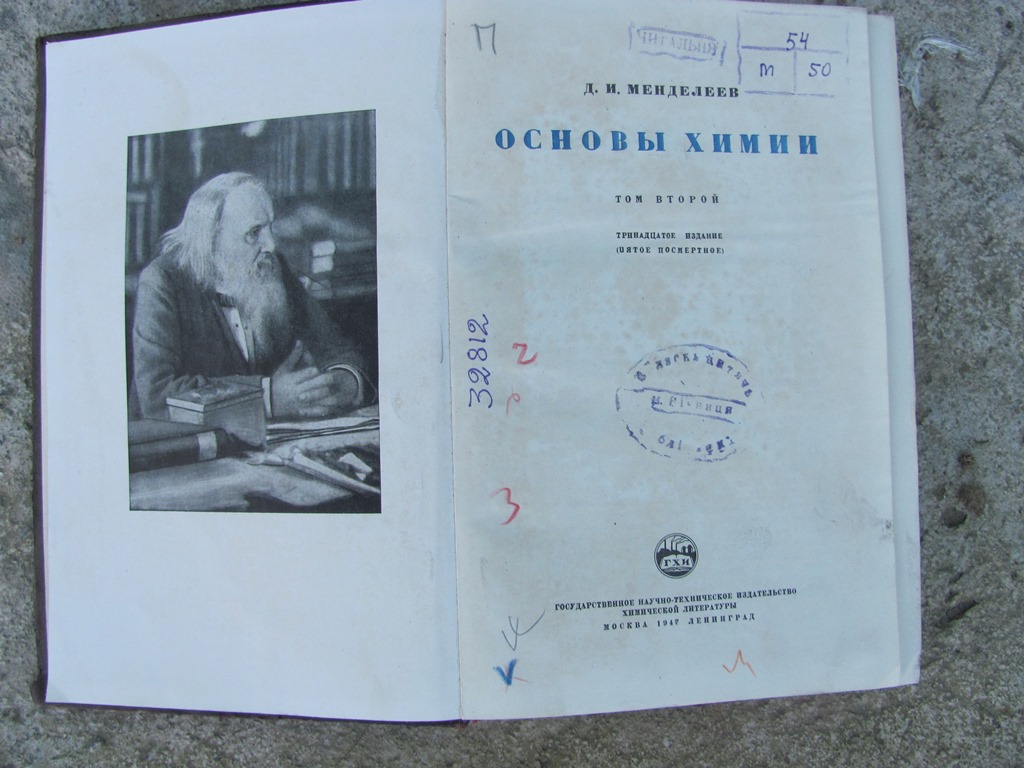 П
54
М 50
Д. И. МЕНДЕЛЕЕВ
ОСНОВЫ ХИМИИ
ТОМ ВТОРОЙ
ТРИНАДЦАТОЕ ИЗДАНИЕ
(ПЯТОЕ ПОСМЕРТНОЕ)
32812
2
3
ГХИ
ГОСУДАРСТВЕННОЕ НАУЧНО-ТЕХНИЧЕСКОЕ ИЗДАТЕЛЬСТВО
ХИМИЧЕСКОЙ ЛИТЕРАТУРЫ
МОСКВА 1947 ЛЕНИНГРАД